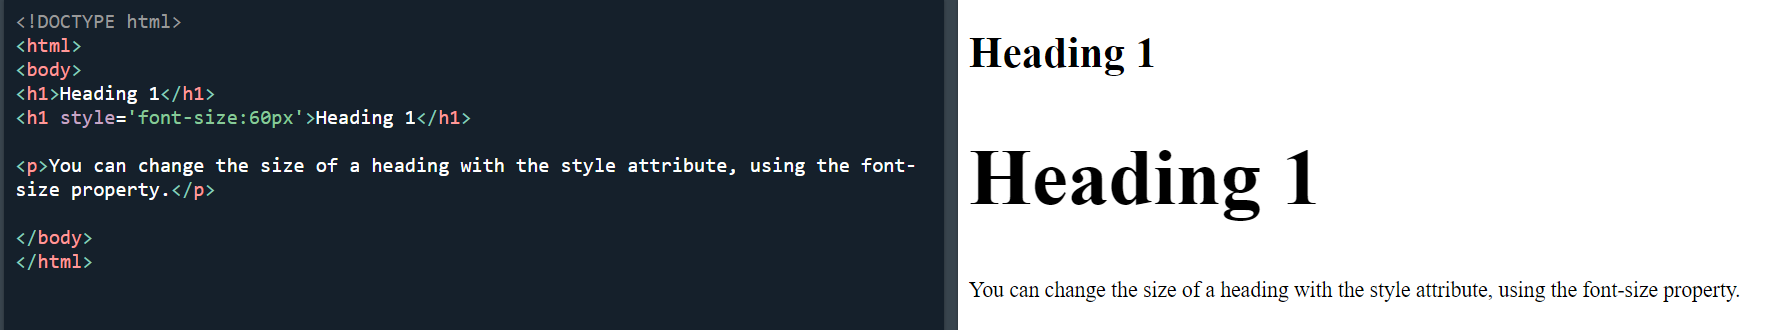 <!DOCTYPE html>
<html>
<body>
<h1>Heading 1</h1>
<h1 style='font-size:60px'>Heading 1</h1>
<p>You can change the size of a heading with the style attribute, using the font-
size property.</p>
</body>
</html>
Heading 1
Heading 1
You can change the size of a heading with the style attribute, using the font-size property.